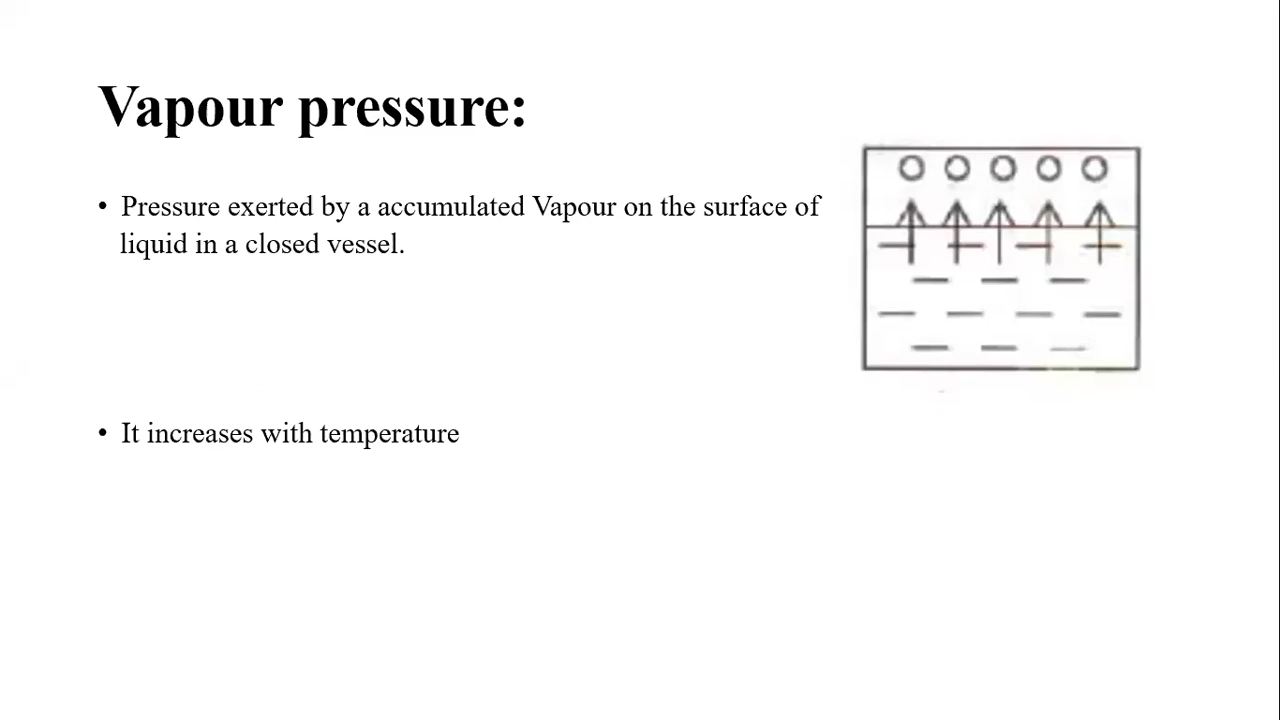 Vapour pressure:
• Pressure exerted by a accumulated Vapour on the surface of
liquid in a closed vessel.
• It increases with temperature